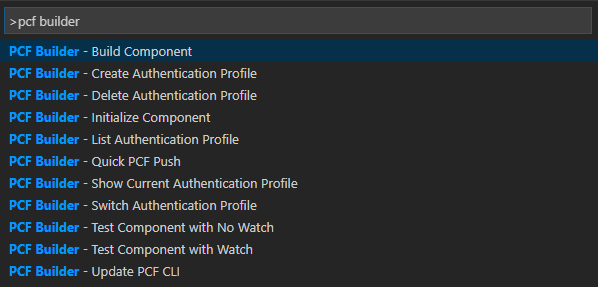 >pcf builder
PCF Builder - Build Component
PCF Builder - Create Authentication Profile
PCF Builder - Delete Authentication Profile
PCF Builder - Initialize Component
PCF Builder - List Authentication Profile
PCF Builder - Quick PCF Push
PCF Builder - Show Current Authentication Profile
PCF Builder - Switch Authentication Profile
PCF Builder - Test Component with No Watch
PCF Builder - Test Component with Watch
PCF Builder - Update PCF CLI